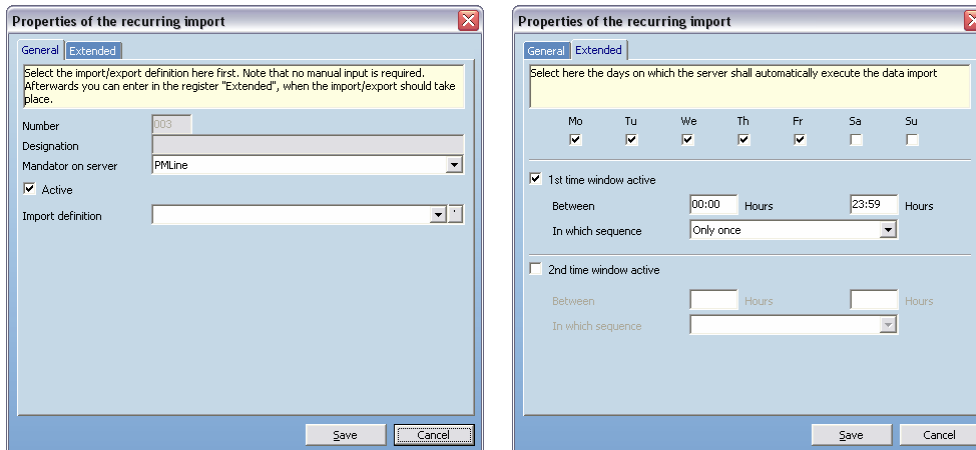 Properties of the recurring import
General Extended
Select the import/export definition here first. Note that no manual input is required.
Afterwards you can enter in the register "Extended", when the import/export should take
place.
Number 003
Designation
Mandator on server PMLine
Active
Import definition
Save Cancel
Properties of the recurring import
General Extended
Select here the days on which the server shall automatically execute the data import
Mo Tu We Th Fr Sa Su
1st time window active
Between 00:00 Hours 23:59 Hours
In which sequence Only once
2nd time window active
Between Hours Hours
In which sequence
Save Cancel